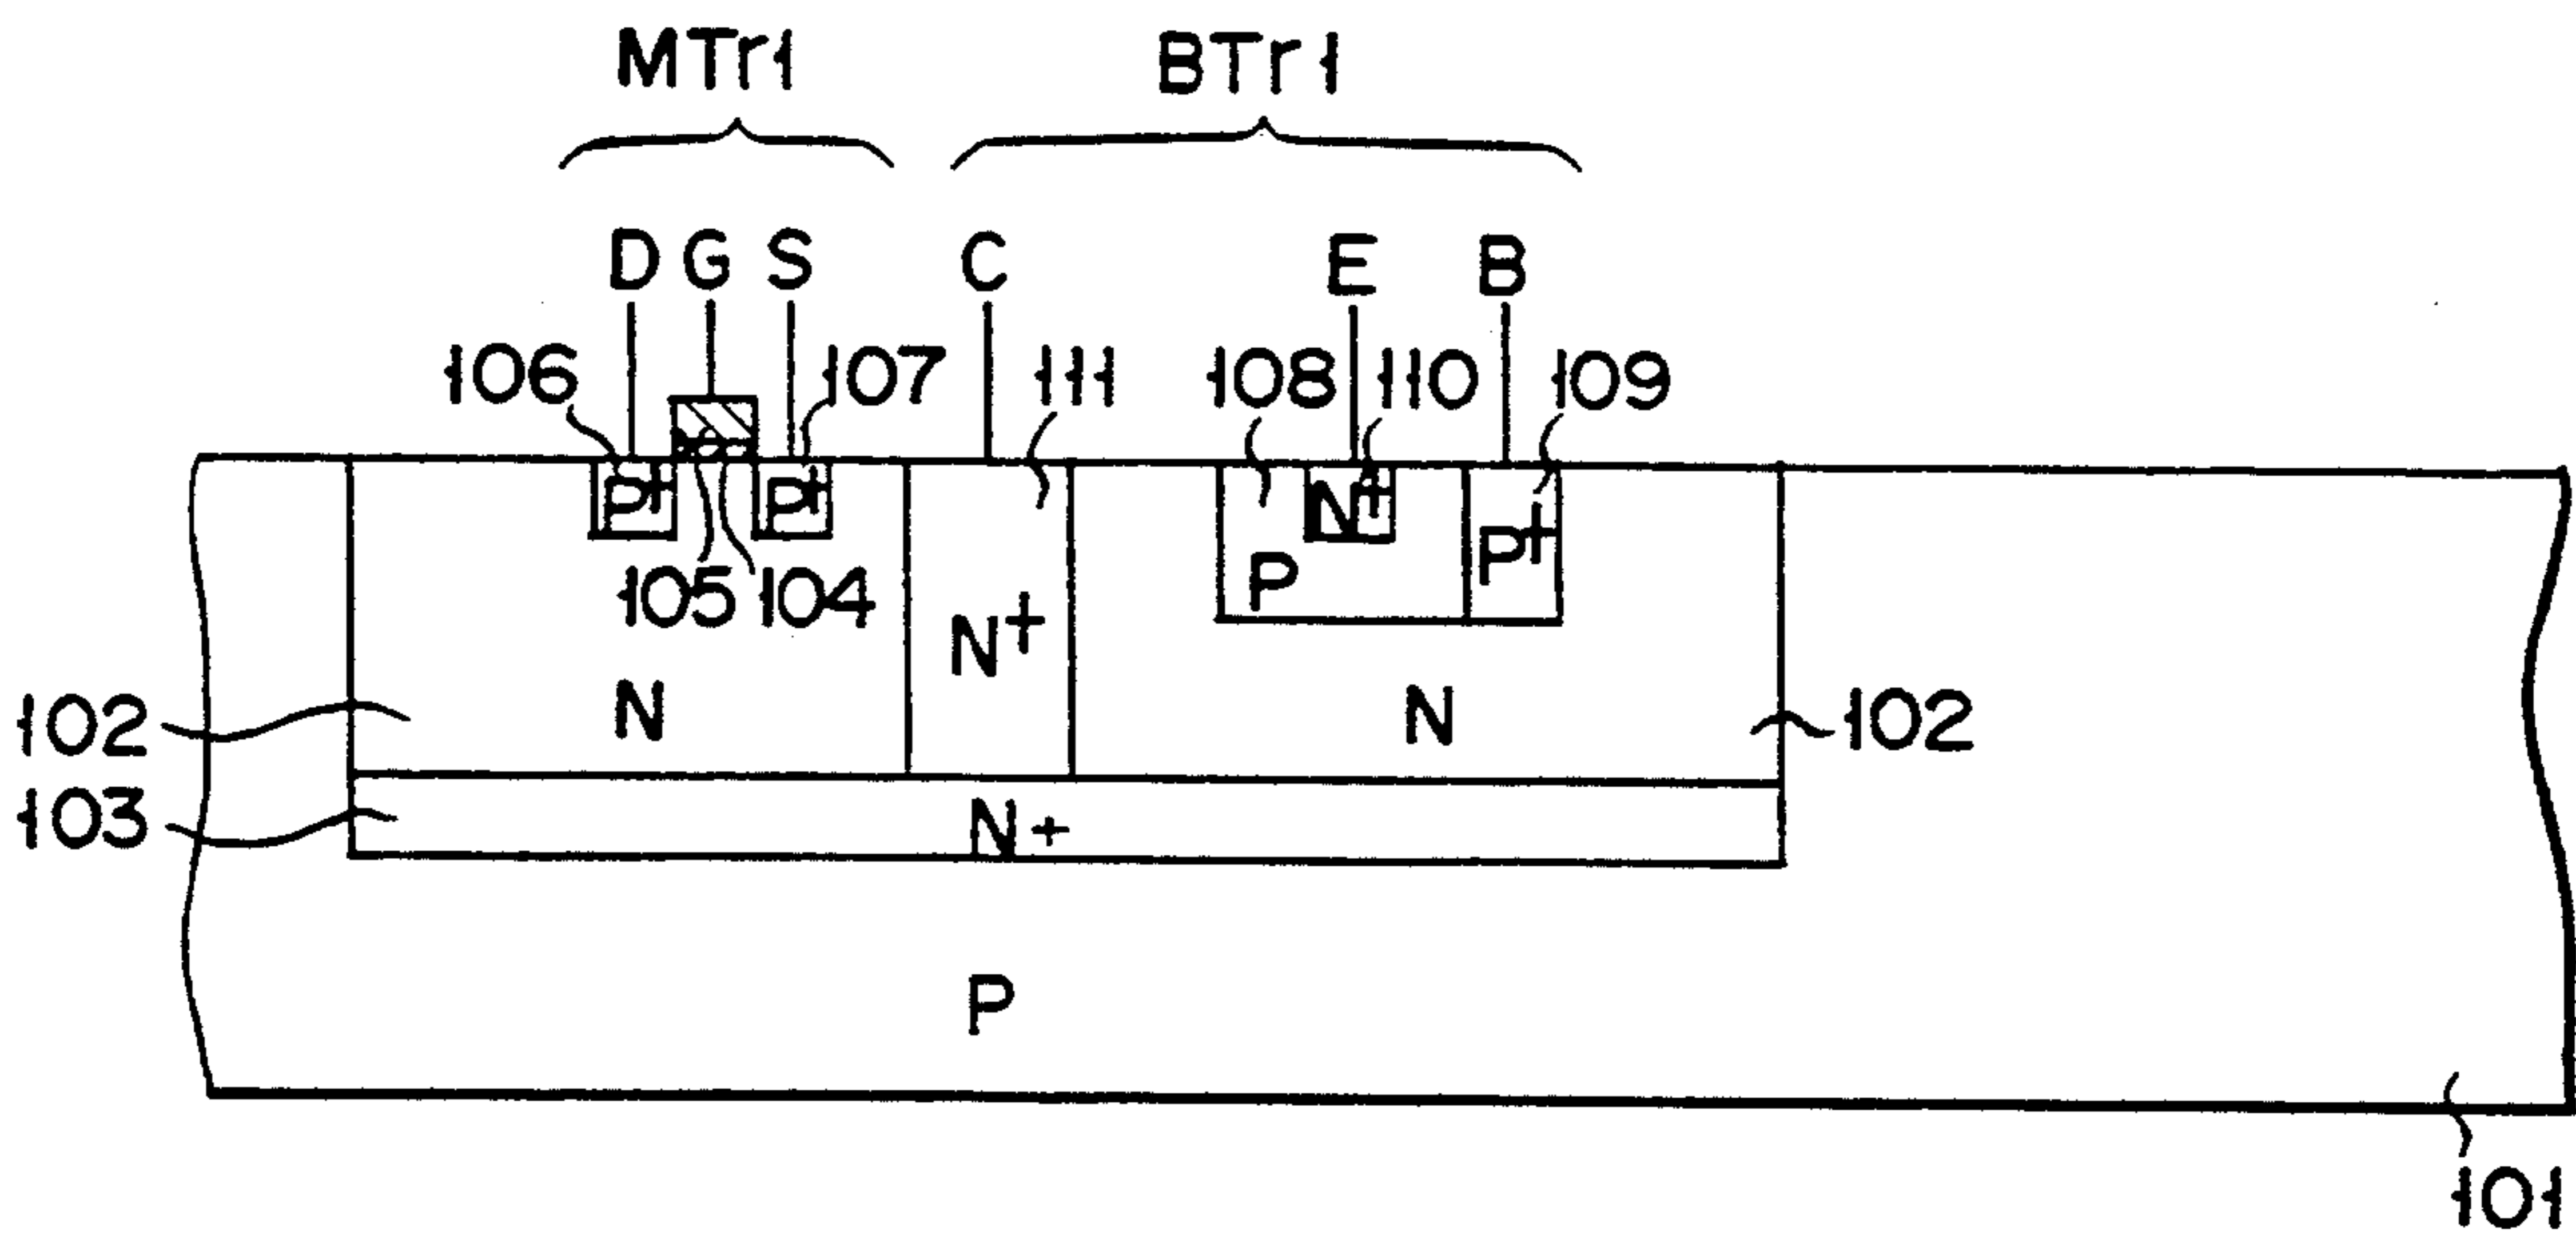 MTr1 BTr1
D G S C E B
106 107 111 108 110 109
P+ P+ N+ P+
105 104 P
N+
102 N N 102
103 N+
P
101